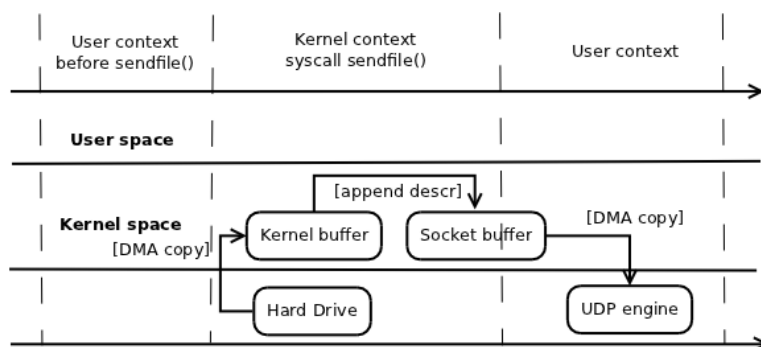 User context
before sendfile()
Kernel context
syscall sendfile()
User context
User space
[append descr]
Kernel space
[DMA copy]
[DMA copy]
Kernel buffer
Socket buffer
Hard Drive
UDP engine